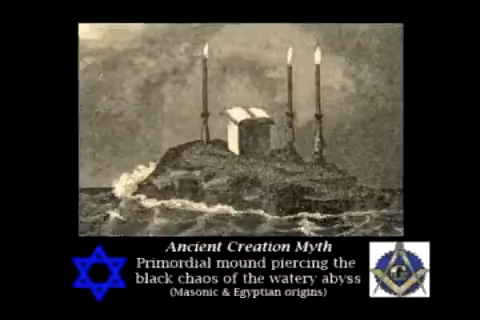 Ancient Creation Myth
Primordial mound piercing the
black chaos of the watery abyss
(Masonic & Egyptian origins)
G